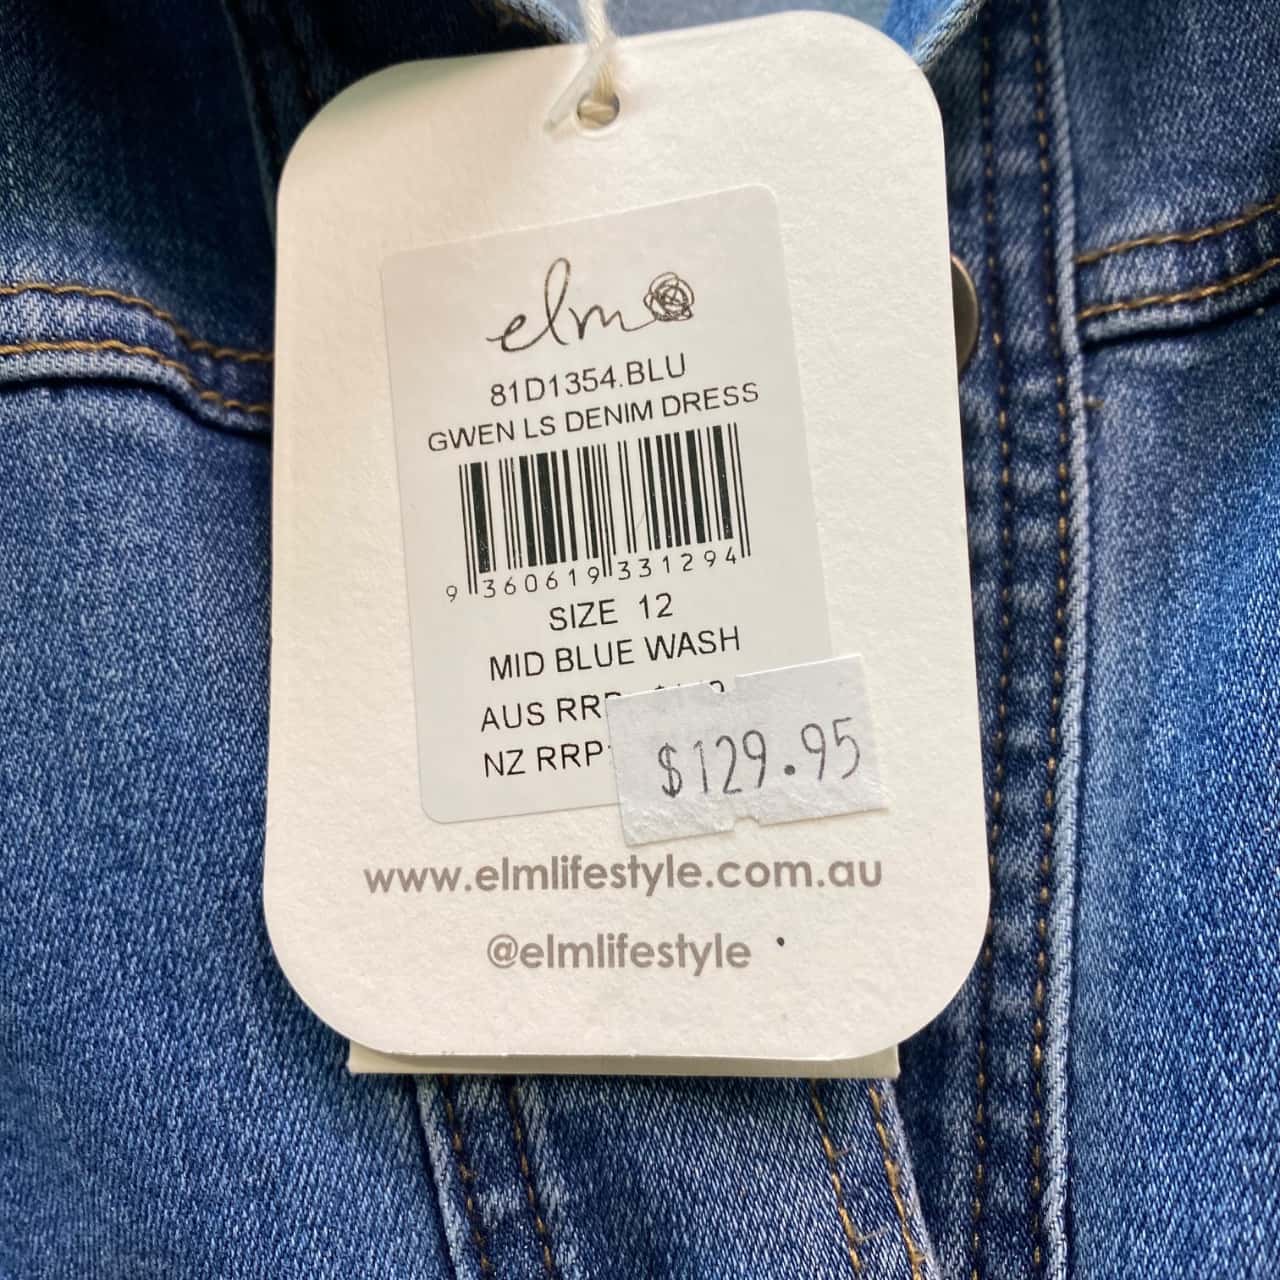 elm
81D1354.BLU
GWEN LS DENIM DRESS
9 360619 331294
SIZE 12
MID BLUE WASH
AUS RRP
NZ RRP
$129.95
www.elmlifestyle.com.au
@elmlifestyle